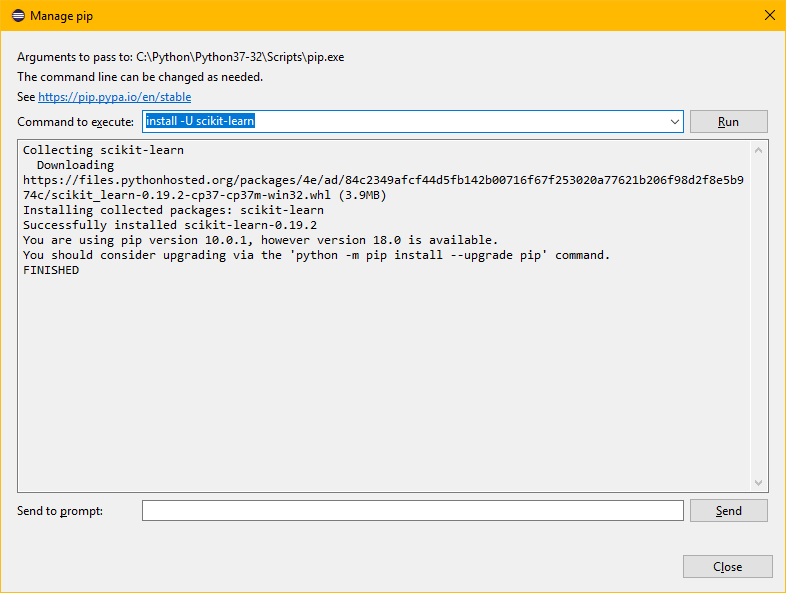 Manage pip
Arguments to pass to: C:\Python\Python37-32\Scripts\pip.exe
The command line can be changed as needed.
See https://pip.pypa.io/en/stable
Command to execute: install -U scikit-learn Run
Collecting scikit-learn
  Downloading
https://files.pythonhosted.org/packages/4e/ad/84c2349afcf44d5fb142b00716f67f253020a77621b206f98d2f8e5b9
74c/scikit_learn-0.19.2-cp37-cp37m-win32.whl (3.9MB)
Installing collected packages: scikit-learn
Successfully installed scikit-learn-0.19.2
You are using pip version 10.0.1, however version 18.0 is available.
You should consider upgrading via the 'python -m pip install --upgrade pip' command.
FINISHED
Send to prompt: Send
Close